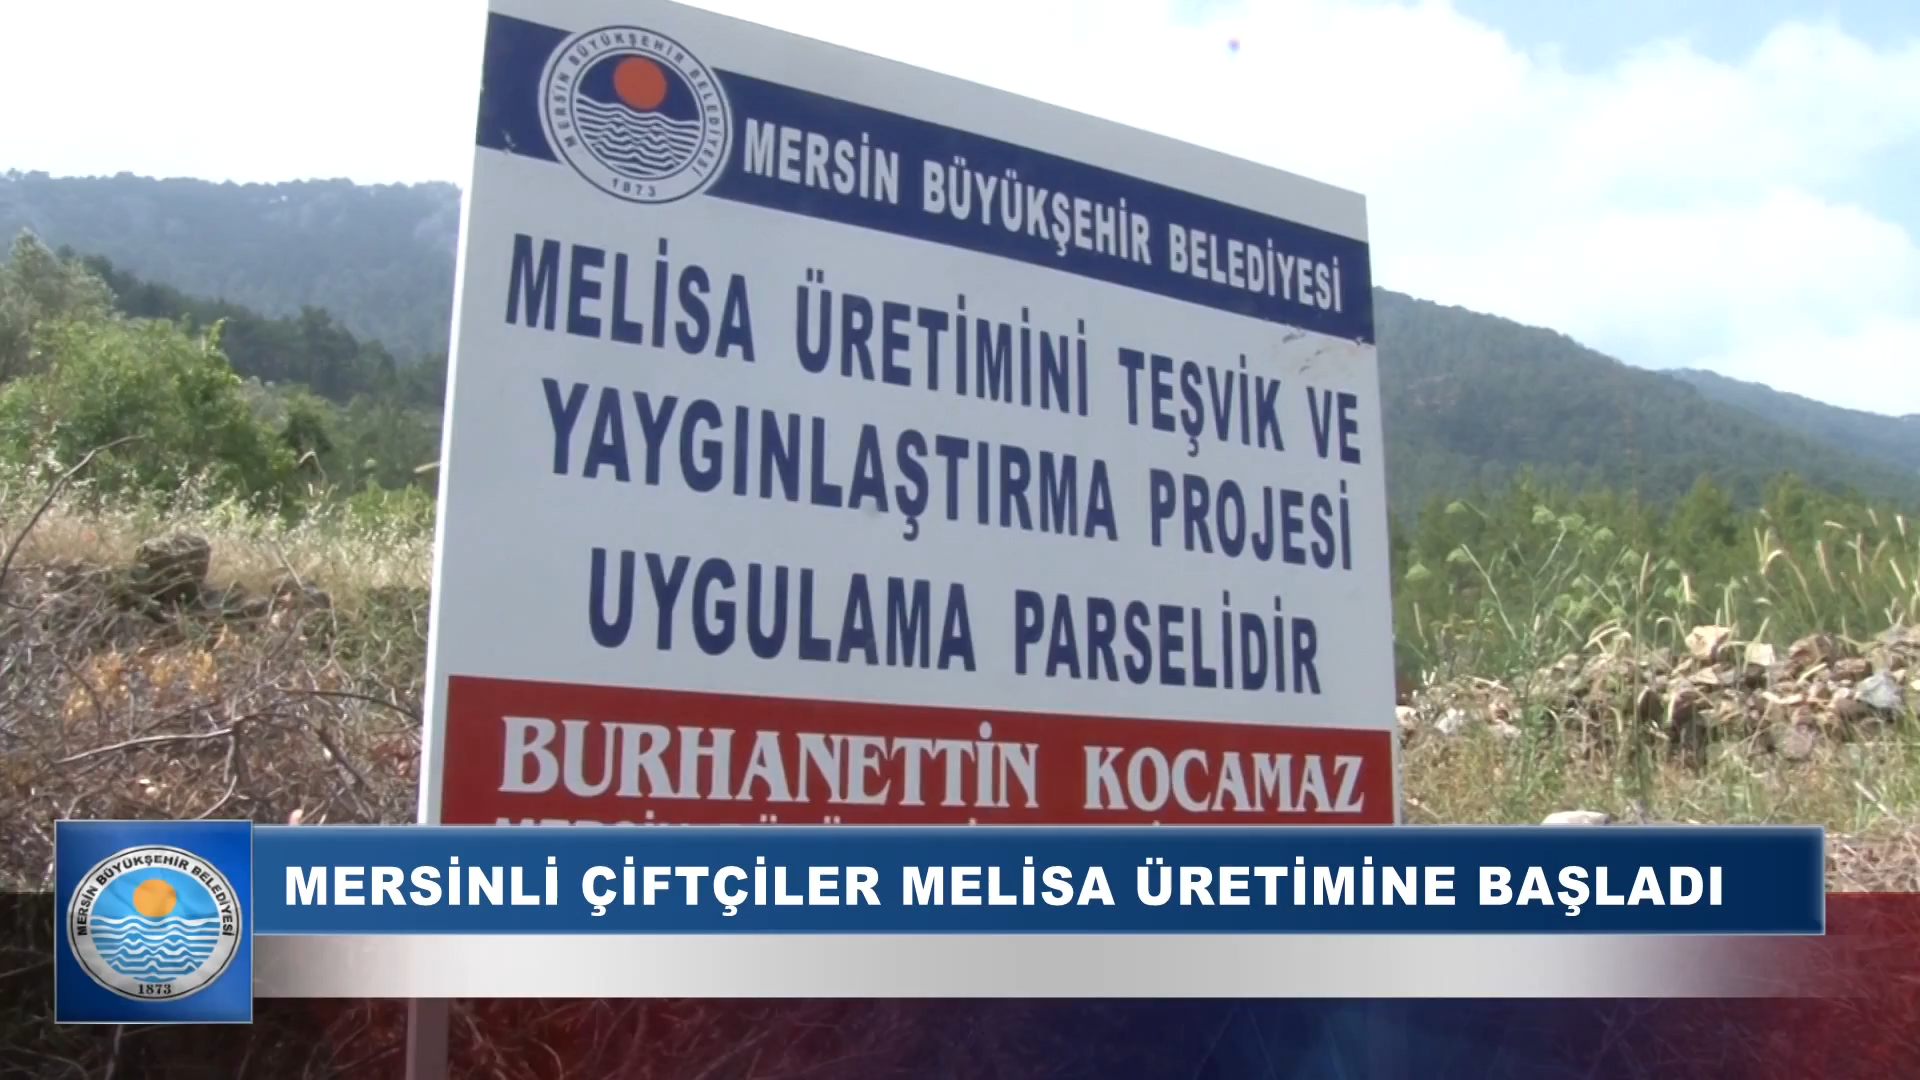 MERSİN BÜYÜKŞEHİR BELEDİYESİ
1873
MERSİN BÜYÜKŞEHİR BELEDİYESİ
MELİSA ÜRETİMİNİ TEŞVİK VE
YAYGINLAŞTIRMA PROJESİ
UYGULAMA PARSELİDİR
BURHANETTİN KOCAMAZ
MERSİNLİ ÇİFTÇİLER MELİSA ÜRETİMİNE BAŞLADI
MERSİN BÜYÜKŞEHİR BELEDİYESİ
1873